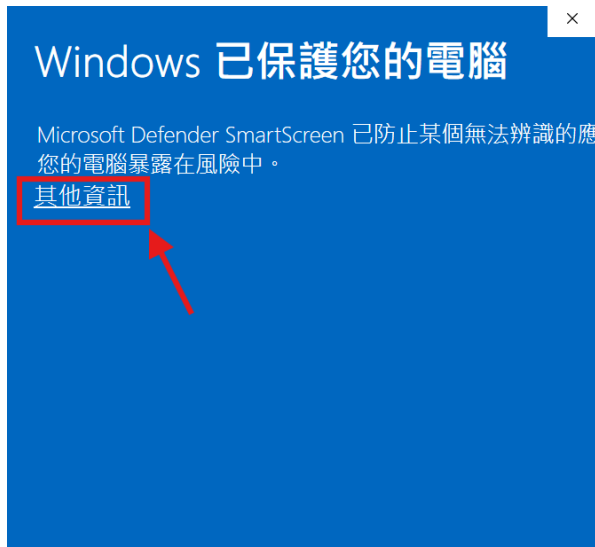 Windows 已保護您的電腦
Microsoft Defender SmartScreen 已防止某個無法辨識的應
您的電腦暴露在風險中。
其他資訊